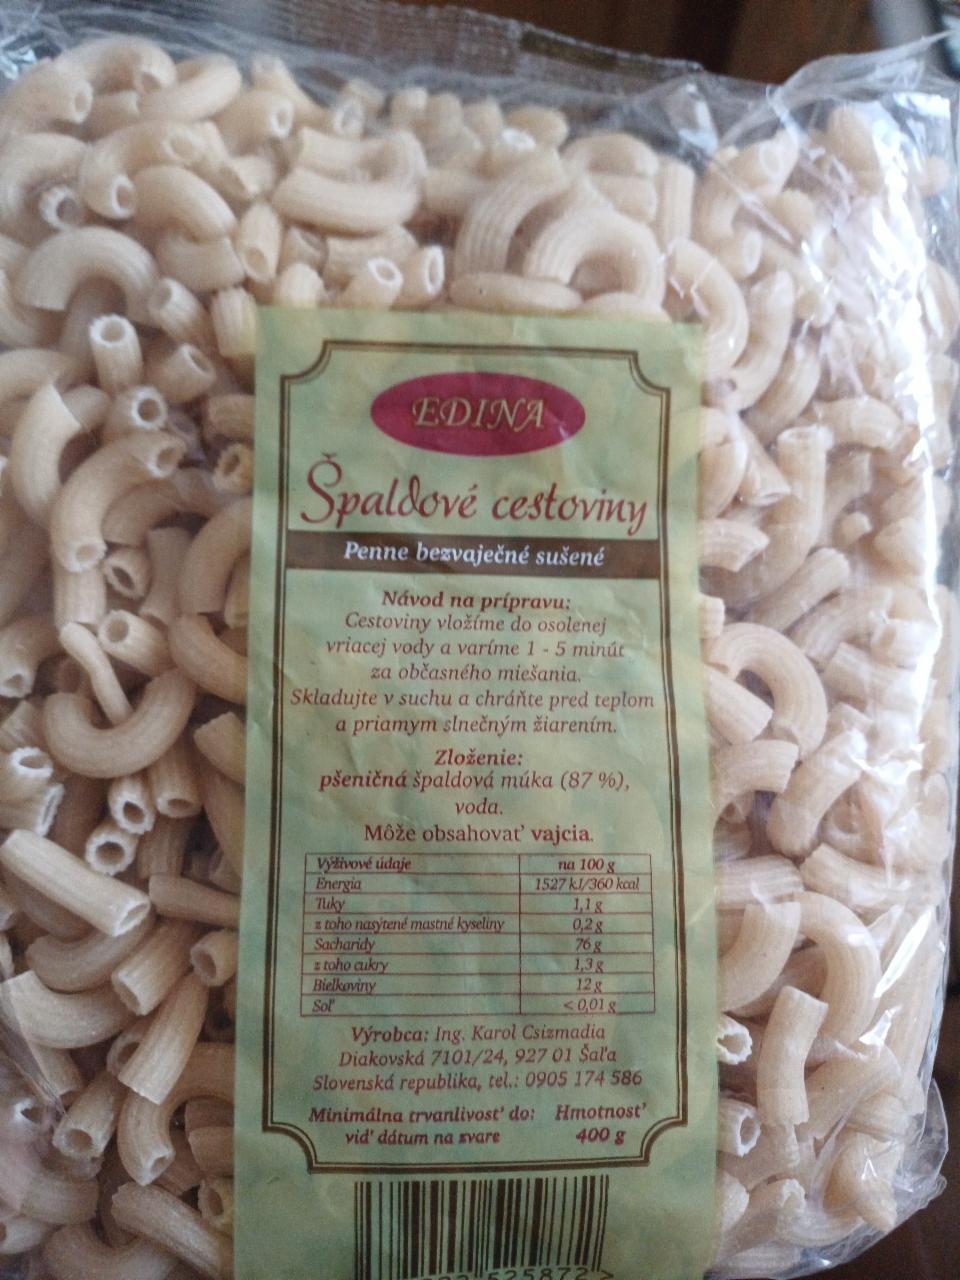 EDINA
Špaldové cestoviny
Penne bezvaječné sušené
Návod na prípravu:
Cestoviny vložíme do osolenej
vriacej vody a varíme 1 - 5 minút
za občasného miešania.
Skladujte v suchu a chráňte pred teplom
a priamym slnečným žiarením.
Zloženie:
pšeničná špaldová múka (87 %),
voda.
Môže obsahovať vajcia.
Výživové údaje na 100 g
Energia 1527 kJ/360 kcal
Tuky 1,1 g
z toho nasýtené mastné kyseliny 0,2 g
Sacharidy 76 g
z toho cukry 1,3 g
Bielkoviny 12 g
Soľ < 0,01 g
Výrobca: Ing. Karol Csizmadia
Diakovská 7101/24, 927 01 Šaľa
Slovenská republika, tel.: 0905 174 586
Minimálna trvanlivosť do: Hmotnosť
viď dátum na zvare 400 g
525872>